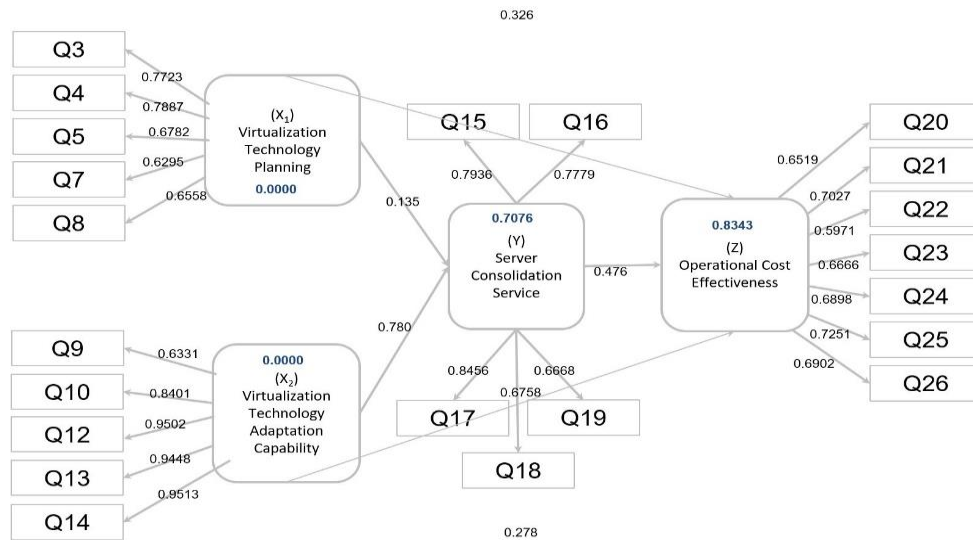 0.326
Q3
Q4
Q5
Q7
Q8
0.7723
0.7887
0.6782
0.6295
0.6558
(X₁)
Virtualization
Technology
Planning
0.0000
0.135
Q9
Q10
Q12
Q13
Q14
0.6331
0.8401
0.9502
0.9448
0.9513
0.0000
(X₂)
Virtualization
Technology
Adaptation
Capability
0.780
Q15
Q16
0.7936
0.7779
0.7076
(Y)
Server
Consolidation
Service
0.476
0.8456
0.6758
0.6668
Q17
Q19
Q18
0.8343
(Z)
Operational Cost
Effectiveness
0.6519
0.7027
0.5971
0.6666
0.6898
0.7251
0.6902
Q20
Q21
Q22
Q23
Q24
Q25
Q26
0.278